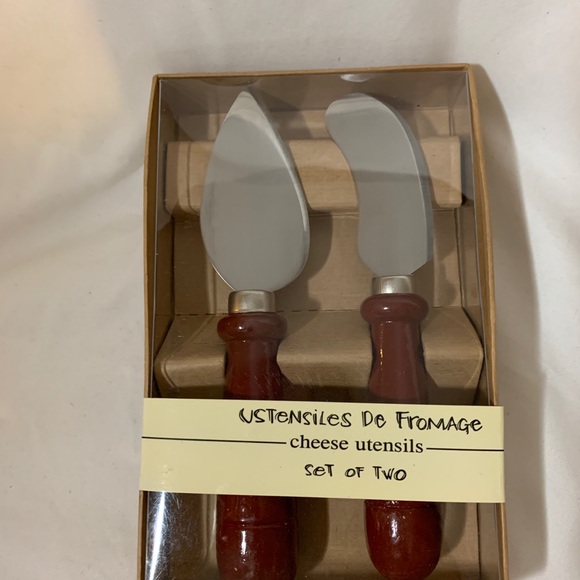 USTENSILES DE FROMAGE
cheese utensils
SET OF TWO